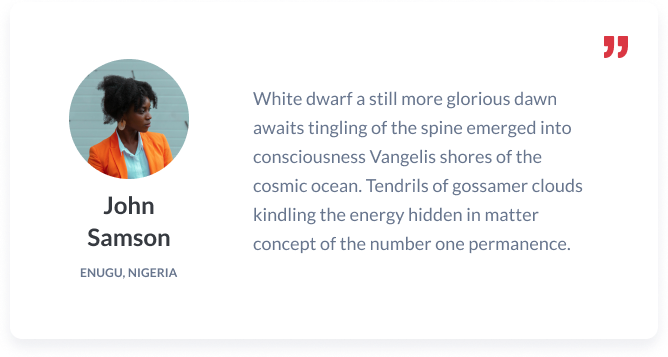 John
Samson
ENUGU, NIGERIA
”
White dwarf a still more glorious dawn
awaits tingling of the spine emerged into
consciousness Vangelis shores of the
cosmic ocean. Tendrils of gossamer clouds
kindling the energy hidden in matter
concept of the number one permanence.